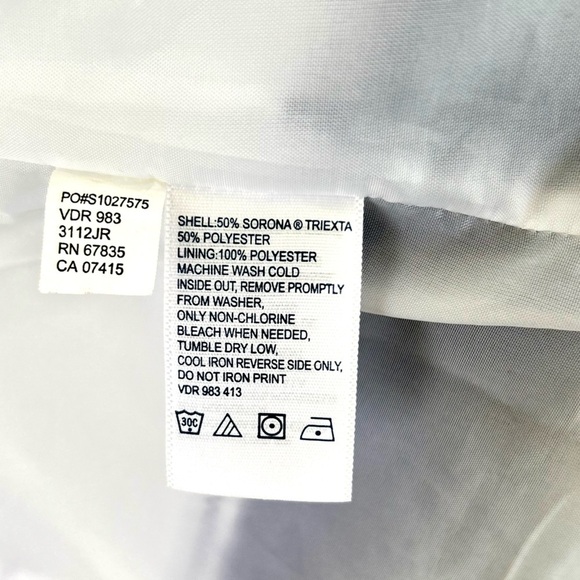 PO#S1027575
VDR 983
3112JR
RN 67835
CA 07415
SHELL:50% SORONA® TRIEXTA
50% POLYESTER
LINING:100% POLYESTER
MACHINE WASH COLD
INSIDE OUT, REMOVE PROMPTLY
FROM WASHER,
ONLY NON-CHLORINE
BLEACH WHEN NEEDED,
TUMBLE DRY LOW,
COOL IRON REVERSE SIDE ONLY,
DO NOT IRON PRINT
VDR 983 413
30C